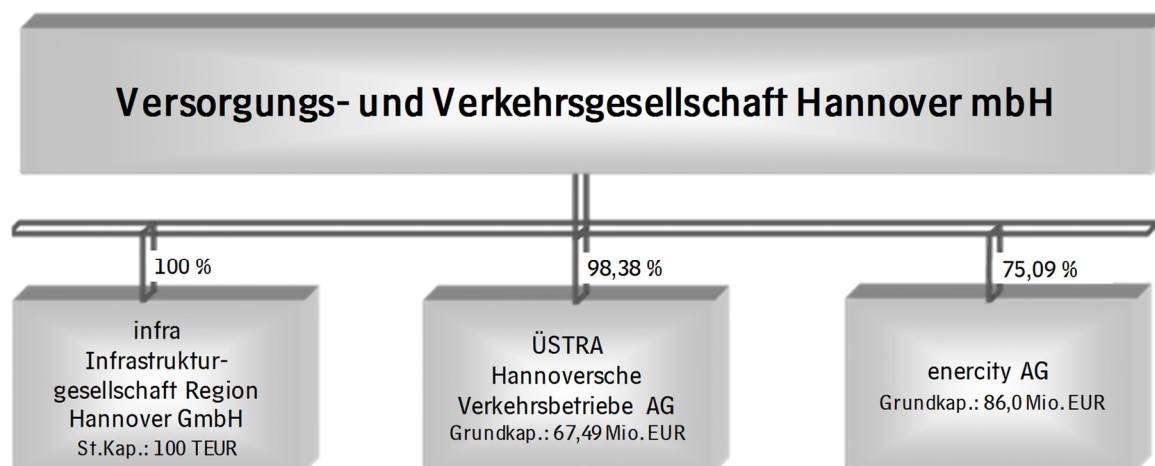 Versorgungs- und Verkehrsgesellschaft Hannover mbH
100 %
98,38 %
75,09 %
infra
Infrastruktur-
gesellschaft Region
Hannover GmbH
St.Kap.: 100 TEUR
ÜSTRA
Hannoversche
Verkehrsbetriebe AG
Grundkap.: 67,49 Mio. EUR
enercity AG
Grundkap.: 86,0 Mio. EUR